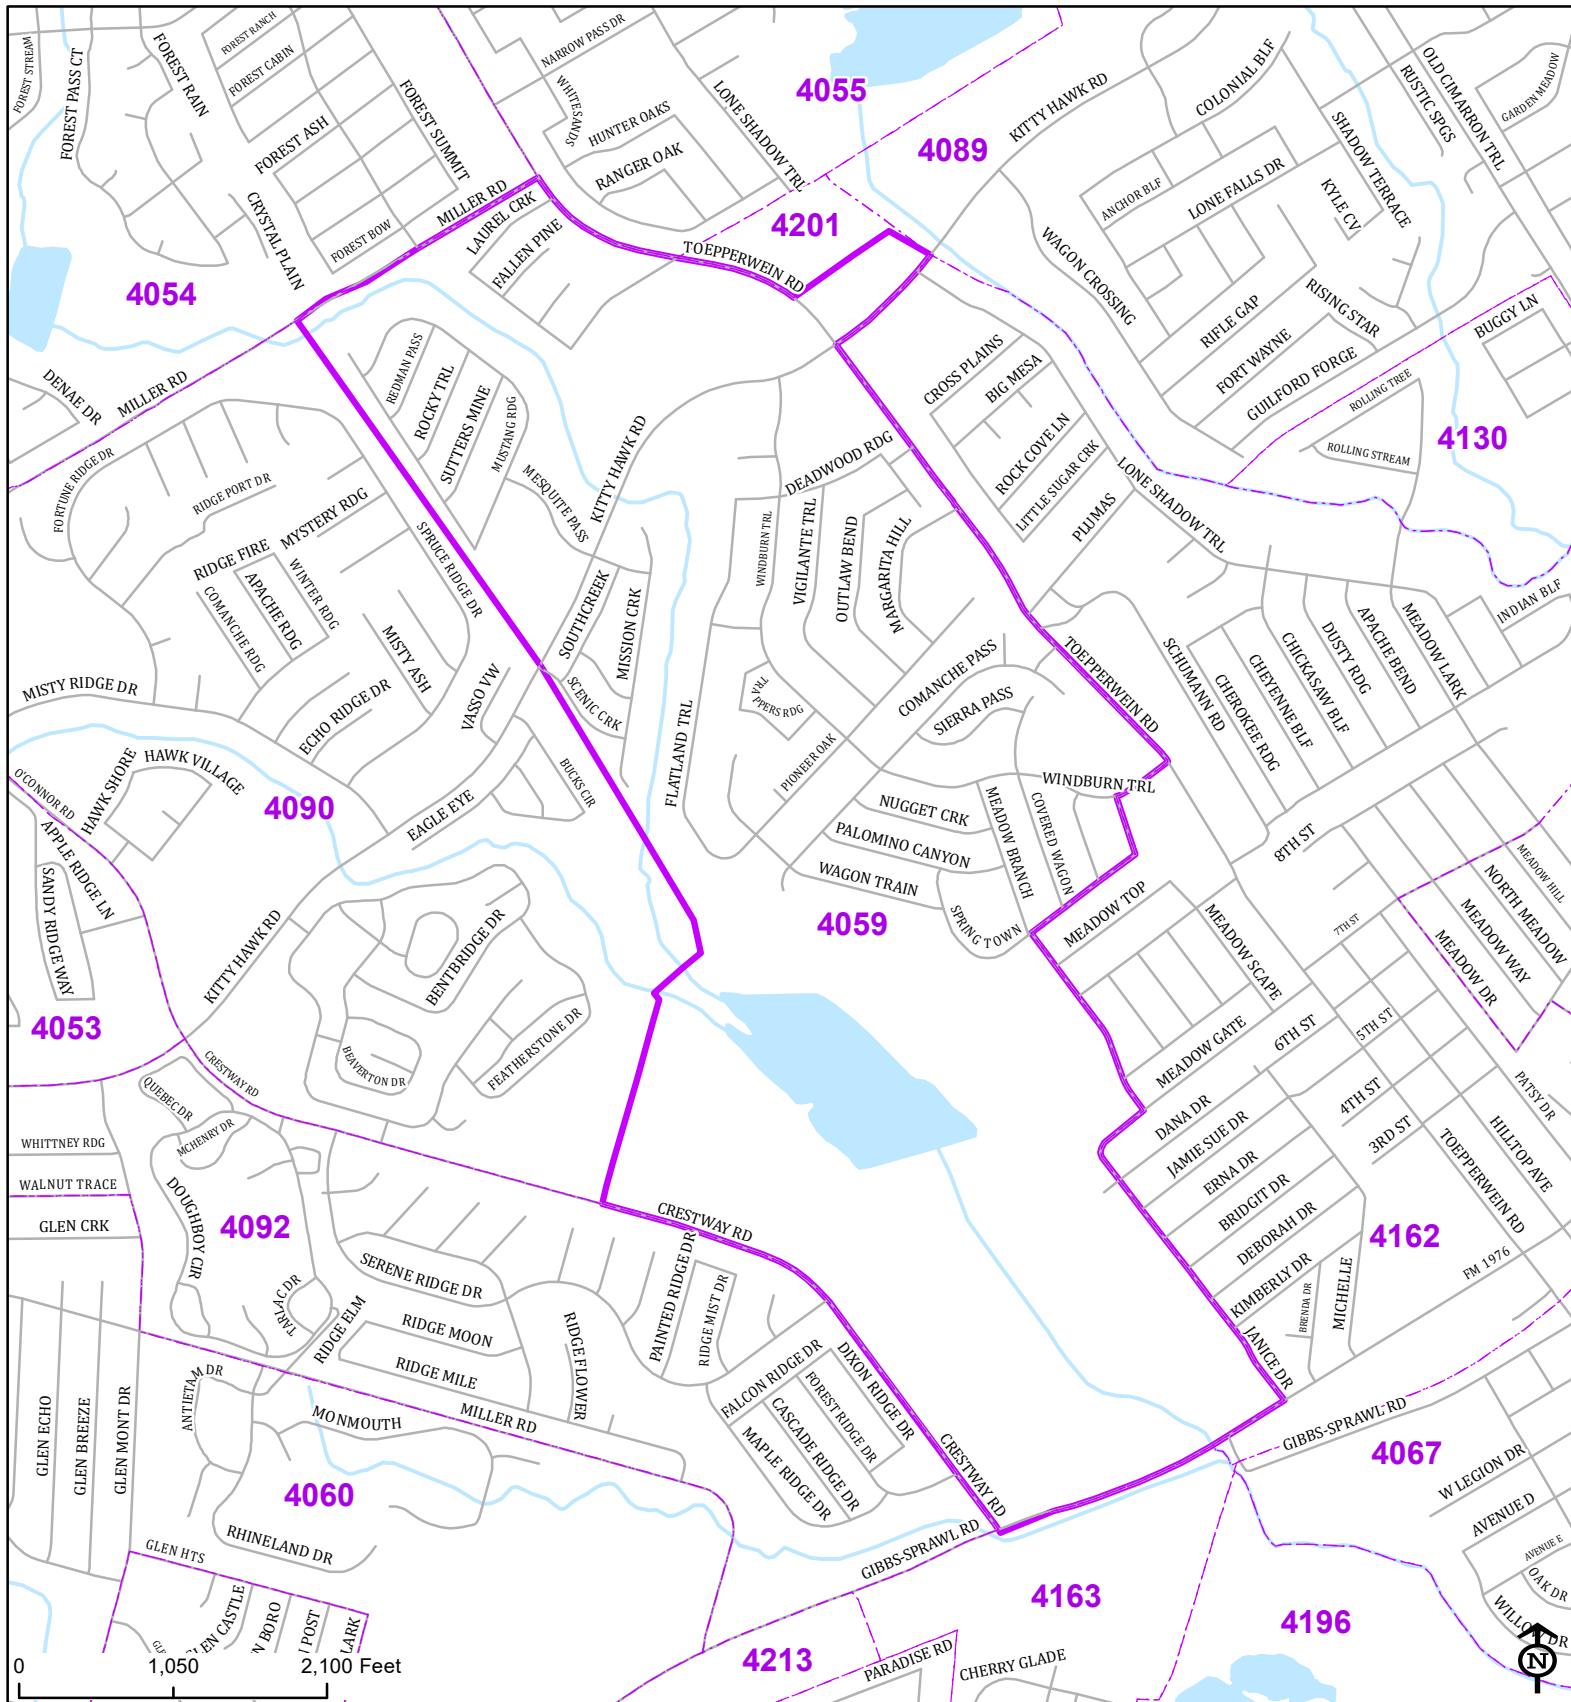 FOREST STREAM
FOREST PASS CT
FOREST RAIN
FOREST RANCH
FOREST CABIN
FOREST ASH
FOREST SUMMIT
CRYSTAL PLAIN
FOREST BOW
MILLER RD
LAUREL CRK
FALLEN PINE
NARROW PASS DR
WHITE SANDS
HUNTER OAKS
RANGER OAK
LONE SHADOW TRL
4055
4089
4201
TOEPPERWEIN RD
KITTY HAWK RD
COLONIAL BLF
SHADOW TERRACE
RUSTIC SPGS
OLD CIMARRON TRL
GARDEN MEADOW
ANCHOR BLF
LONE FALLS DR
KYLE CV
WAGON CROSSING
RIFLE GAP
RISING STAR
FORT WAYNE
GUILFORD FORGE
BUGGY LN
ROLLING TREE
ROLLING STREAM
4130
4054
DENAE DR
MILLER RD
REEDMAN PASS
ROCKY TRL
SUTTERS MINE
MUSTANG RDG
MESQUITE PASS
KITTY HAWK RD
CROSS PLAINS
BIG MESA
ROCK COVE LN
LITTLE SUGAR CRK
PLUMAS
LONE SHADOW TRL
DEADWOOD RDG
WINDBURN TRL
VIGILANTE TRL
OUTLAW BEND
MARGARITA HILL
FORTUNE RIDGE DR
RIDGE PORT DR
MYSTERY RDG
RIDGE FIRE
APACHE RDG
WINTER RDG
COMANCHE RDG
SPRUCE RIDGE DR
MISTY ASH
ECHO RIDGE DR
MISTY RIDGE DR
VASSO VW
SOUTHCREEK
MISSION CRK
SCENIC CRK
BUCKS CIR
FLATLAND TRL
TRAPPERS RDG
PIONEER OAK
COMANCHE PASS
SIERRA PASS
TOEPPERWEIN RD
SCHUMANN RD
CHEROKEE RDG
CHEYENNE BLF
CHICKASAW BLF
DUSTY RDG
APACHE BEND
MEADOW LARK
INDIAN BLF
WINDBURN TRL
NUGGET CRK
PALOMINO CANYON
WAGON TRAIN
MEADOW BRANCH
COVERED WAGON
SPRING TOWN
4059
8TH ST
7TH ST
MEADOW HILL
NORTH MEADOW
MEADOW WAY
MEADOW DR
MEADOW TOP
MEADOW SCAPE
MEADOW GATE
6TH ST
5TH ST
4TH ST
3RD ST
PATSY DR
HILLTOP AVE
TOEPPERWEIN RD
DANA DR
JAMIE SUE DR
ERNA DR
BRIDGIT DR
DEBORAH DR
KIMBERLY DR
BRENDA DR
MICHELLE
JANICE DR
4162
FM 1976
GIBBS-SPRAWL RD
4067
W LEGION DR
AVENUE D
AVENUE E
OAK DR
WILLOW DR
O'CONNOR RD
HAWK SHORE
HAWK VILLAGE
4090
EAGLE EYE
APPLE RIDGE LN
SANDY RIDGE WAY
KITTY HAWK RD
BENTBRIDGE DR
FEATHERSTONE DR
BEAVERTON DR
4053
CRESTWAY RD
QUEBEC DR
MCHENRY DR
WHITTNEY RDG
WALNUT TRACE
GLEN CRK
DOUGHBOY CIR
4092
TARLAC DR
RIDGE ELM
SERENE RIDGE DR
RIDGE MOON
RIDGE MILE
RIDGE FLOWER
PAINTED RIDGE DR
RIDGE MIST DR
CRESTWAY RD
FALCON RIDGE DR
DIXON RIDGE DR
FOREST RIDGE DR
CASCADE RIDGE DR
MAPLE RIDGE DR
CRESTWAY RD
GIBBS-SPRAWL RD
MILLER RD
ANTIETAM DR
MONMOUTH
4060
RHINELAND DR
GLEN ECHO
GLEN BREEZE
GLEN MONT DR
GLEN HTS
LEN CASTLE
N BORO
POST
LARK
4163
4196
4213
PARADISE RD
CHERRY GLADE
0 1,050 2,100 Feet
N